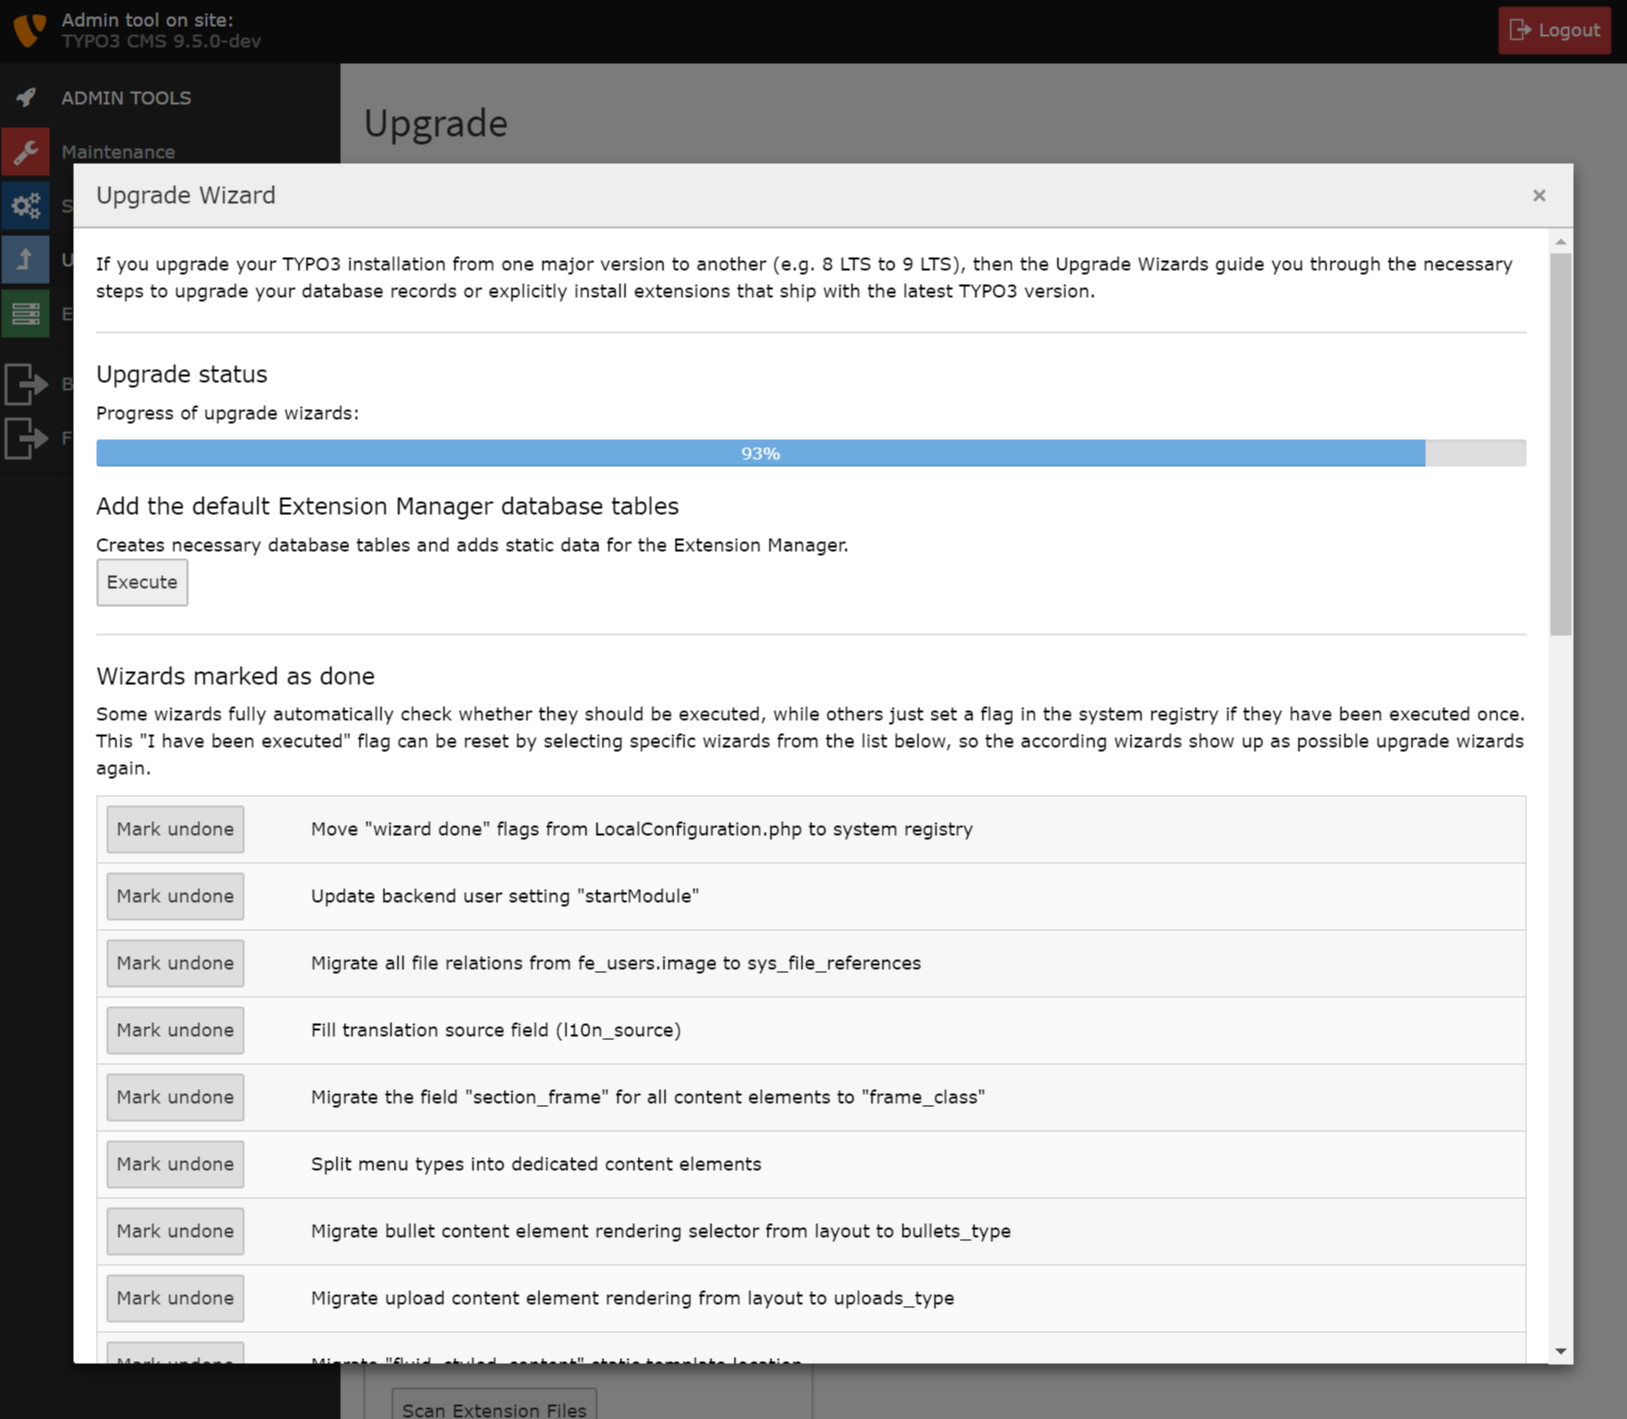 Admin tool on site:
TYPO3 CMS 9.5.0-dev
Logout
ADMIN TOOLS
Maintenance
S
U
E
B
F
Upgrade
Upgrade Wizard
×
If you upgrade your TYPO3 installation from one major version to another (e.g. 8 LTS to 9 LTS), then the Upgrade Wizards guide you through the necessary
steps to upgrade your database records or explicitly install extensions that ship with the latest TYPO3 version.
Upgrade status
Progress of upgrade wizards:
93%
Add the default Extension Manager database tables
Creates necessary database tables and adds static data for the Extension Manager.
Execute
Wizards marked as done
Some wizards fully automatically check whether they should be executed, while others just set a flag in the system registry if they have been executed once.
This "I have been executed" flag can be reset by selecting specific wizards from the list below, so the according wizards show up as possible upgrade wizards
again.
Mark undone Move "wizard done" flags from LocalConfiguration.php to system registry
Mark undone Update backend user setting "startModule"
Mark undone Migrate all file relations from fe_users.image to sys_file_references
Mark undone Fill translation source field (l10n_source)
Mark undone Migrate the field "section_frame" for all content elements to "frame_class"
Mark undone Split menu types into dedicated content elements
Mark undone Migrate bullet content element rendering selector from layout to bullets_type
Mark undone Migrate upload content element rendering from layout to uploads_type
Mark undone Migrate "fluid_styled_content" static template location
Scan Extension Files